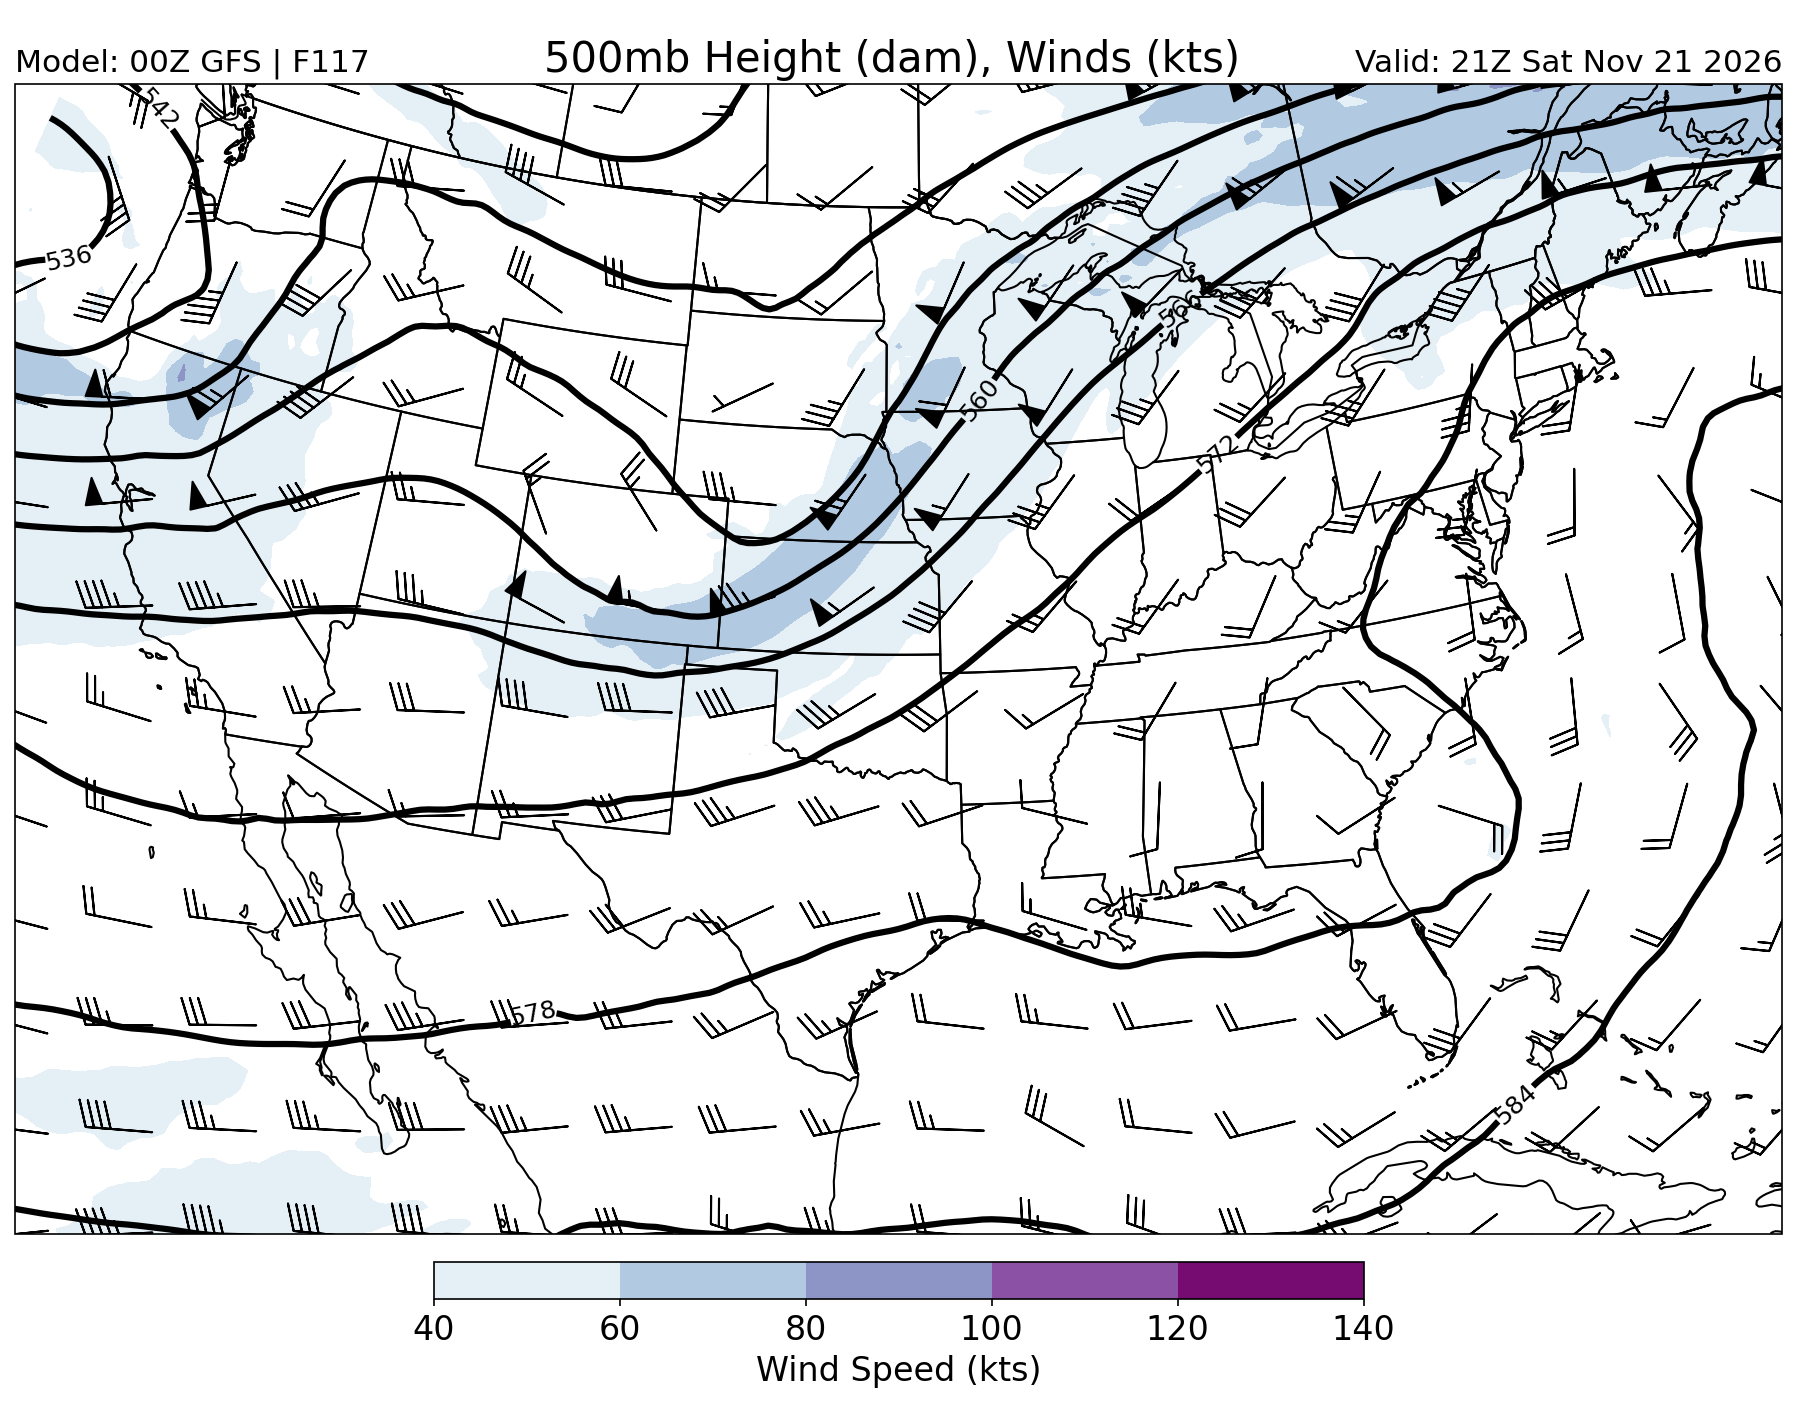 Model: 00Z GFS | F117
500mb Height (dam), Winds (kts)
Valid: 21Z Sat Nov 21 2026
542
536
560
572
578
584
40 60 80 100 120 140
Wind Speed (kts)